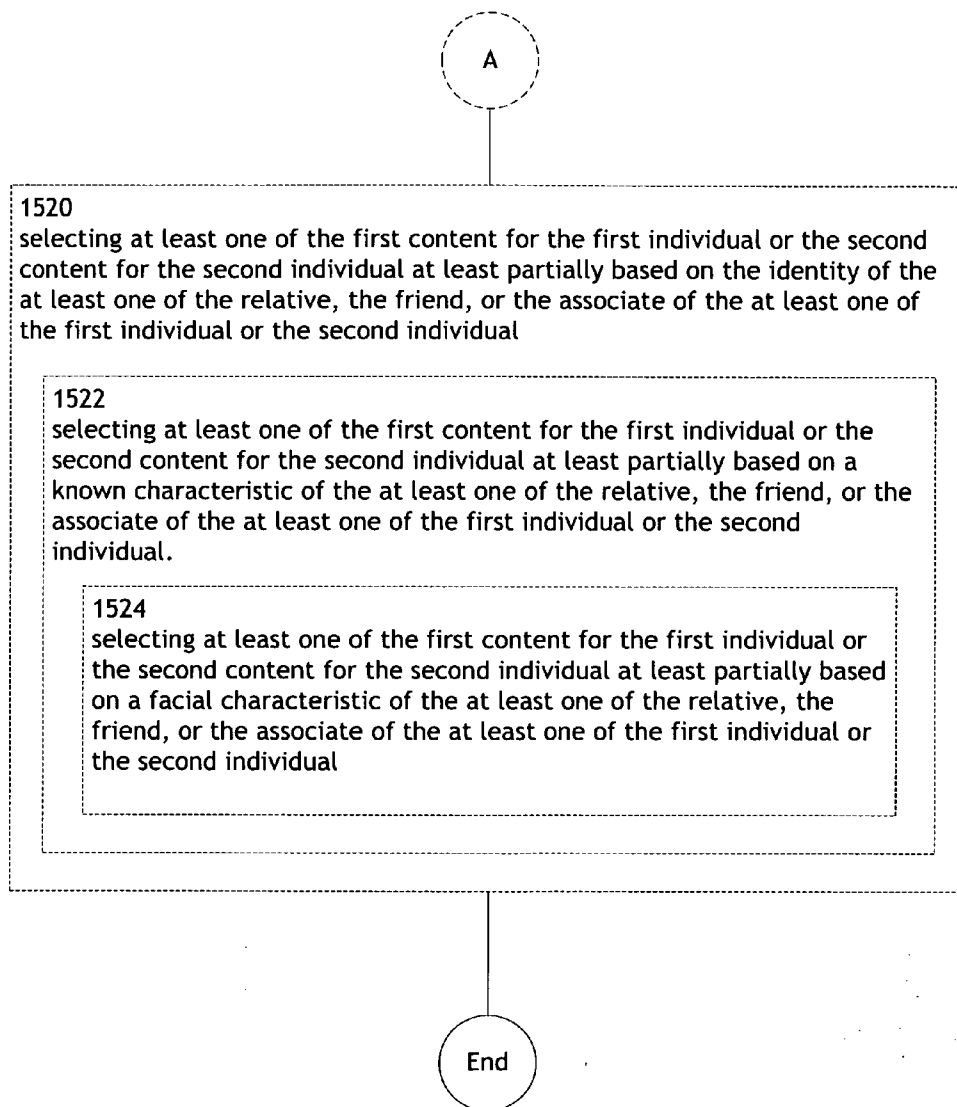 A
1520
selecting at least one of the first content for the first individual or the second
content for the second individual at least partially based on the identity of the
at least one of the relative, the friend, or the associate of the at least one of
the first individual or the second individual
1522
selecting at least one of the first content for the first individual or the
second content for the second individual at least partially based on a
known characteristic of the at least one of the relative, the friend, or the
associate of the at least one of the first individual or the second
individual.
1524
selecting at least one of the first content for the first individual or
the second content for the second individual at least partially based
on a facial characteristic of the at least one of the relative, the
friend, or the associate of the at least one of the first individual or
the second individual
End